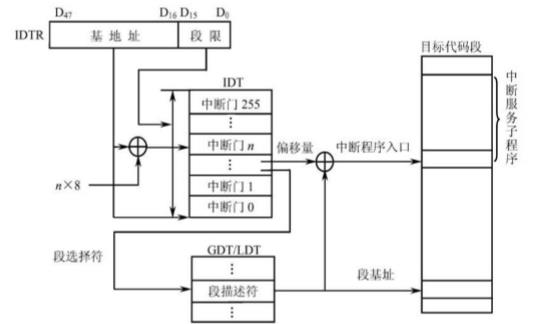 D47 D16 D15 D0
IDTR 基地址 段限
目标代码段
IDT
中断门 255
⋮
中断门 n 偏移量 中断程序入口
⋮
n×8
中断门 1
中断门 0
中断服务子程序
GDT/LDT
段选择符
⋮
段描述符 段基址
⋮